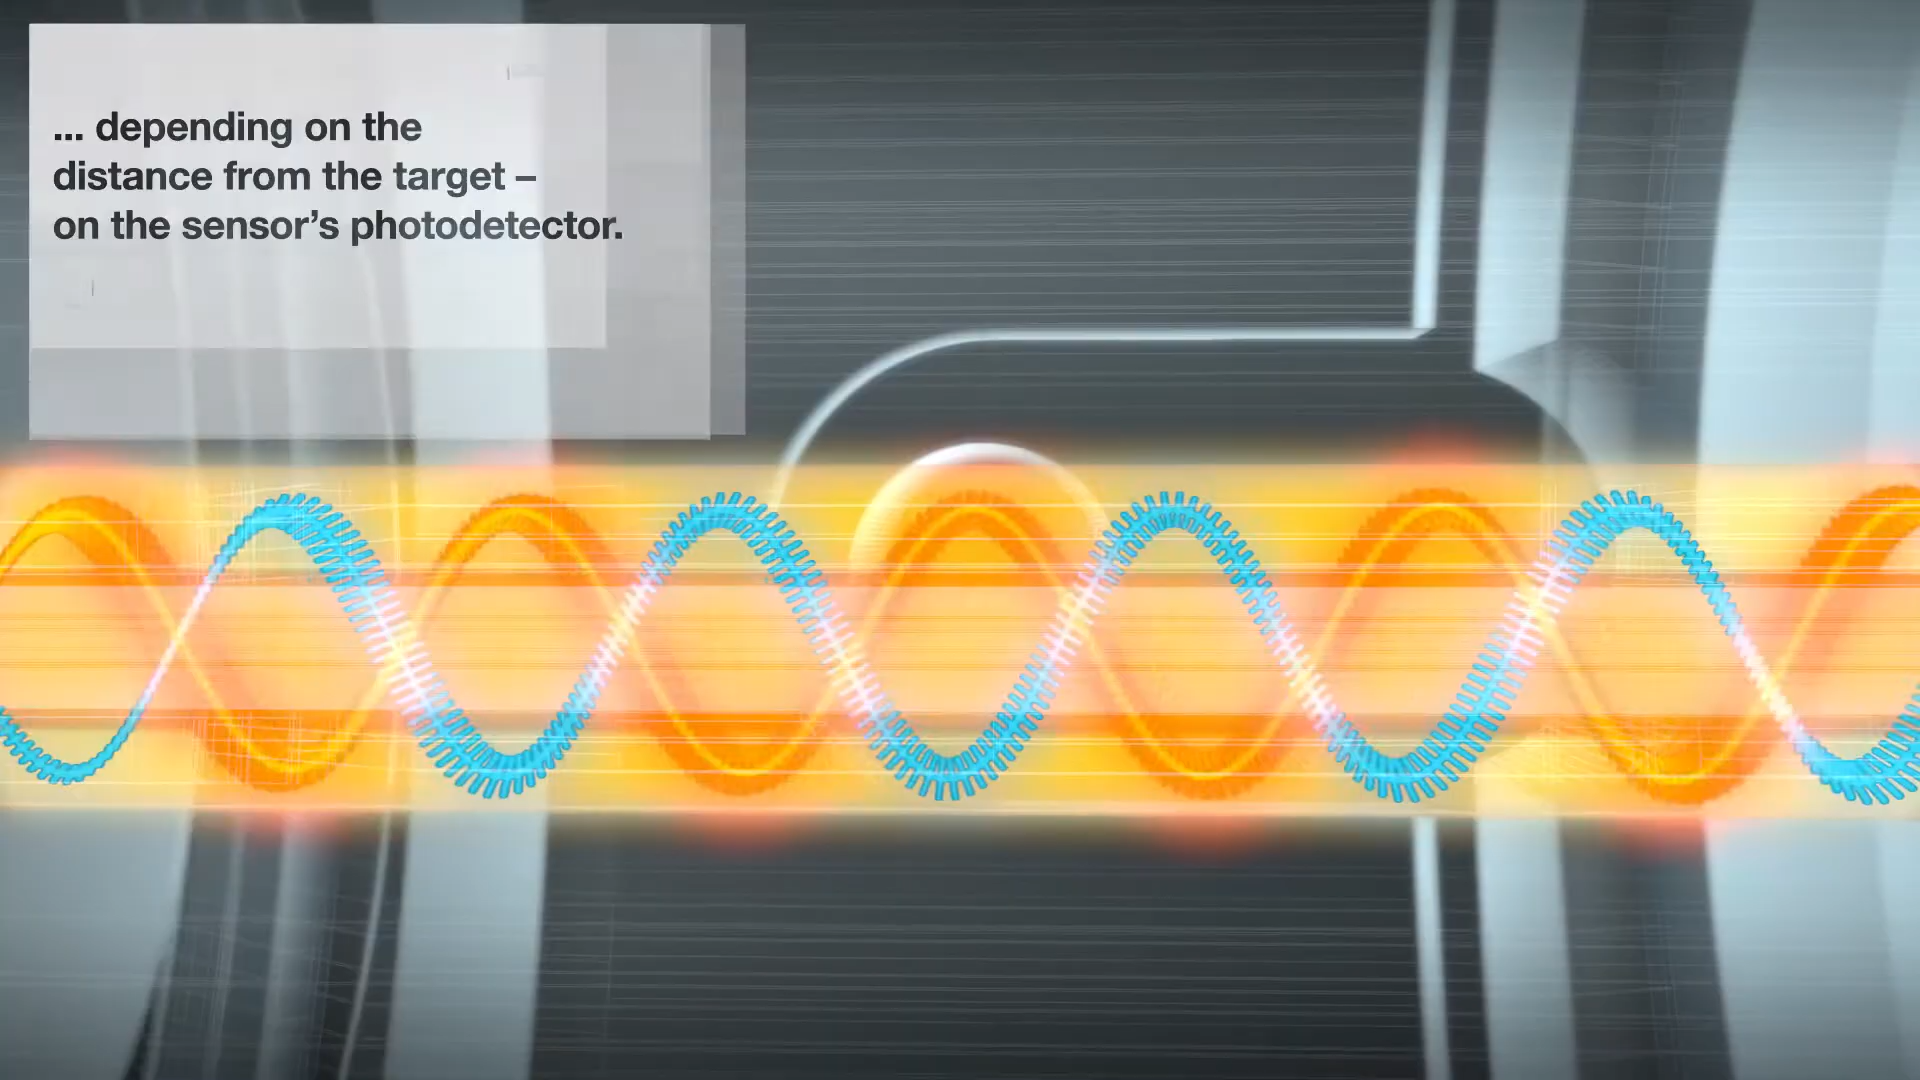 ... depending on the
distance from the target –
on the sensor’s photodetector.